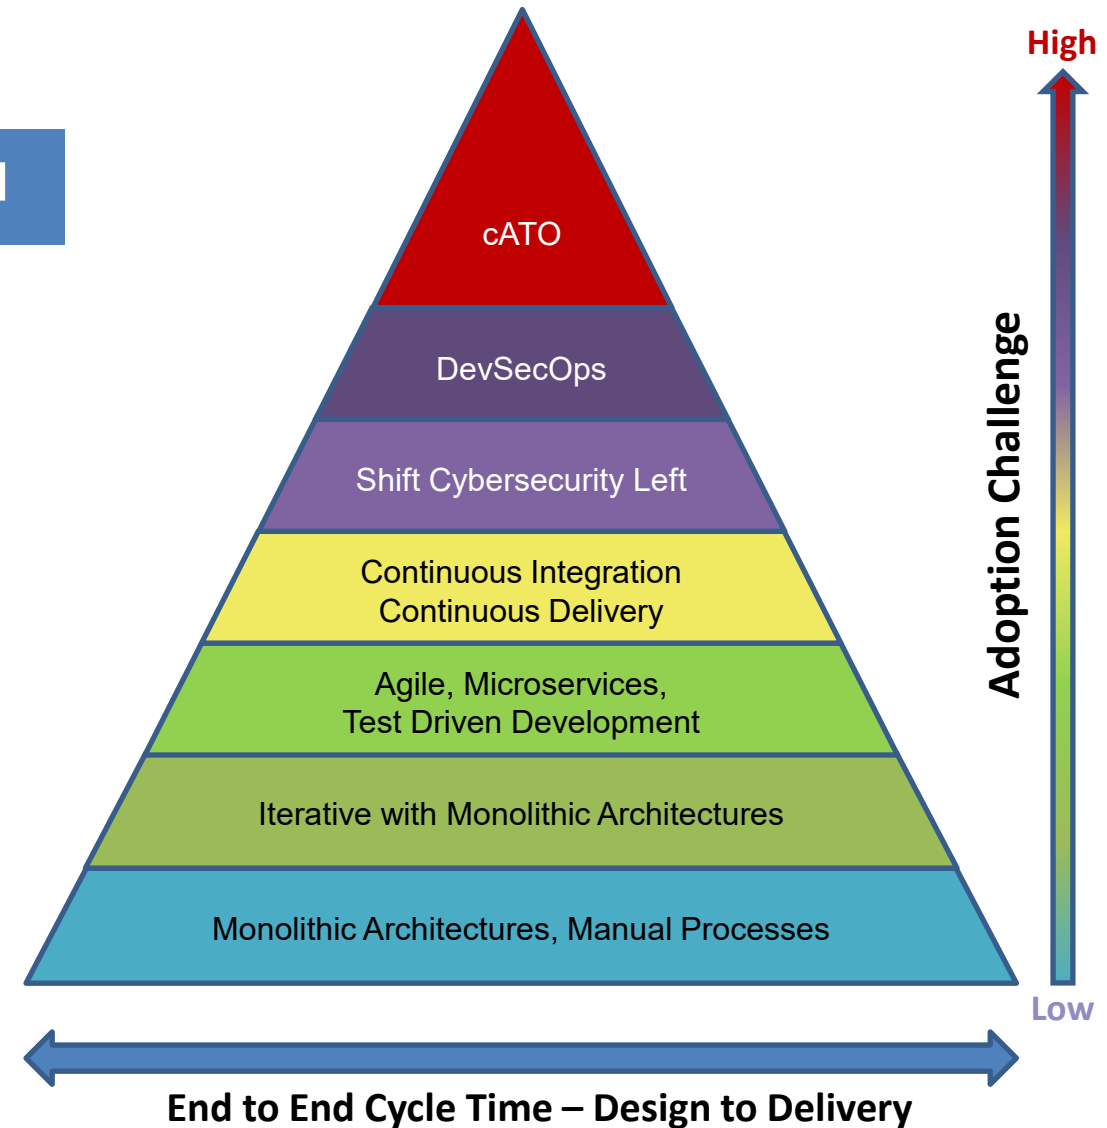 High
cATO
DevSecOps
Shift Cybersecurity Left
Continuous Integration
Continuous Delivery
Agile, Microservices,
Test Driven Development
Iterative with Monolithic Architectures
Monolithic Architectures, Manual Processes
Adoption Challenge
Low
End to End Cycle Time – Design to Delivery